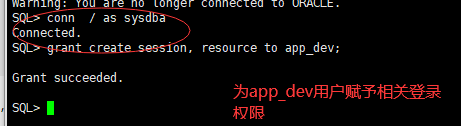 Warning: You are no longer connected to ORACLE.
SQL> conn / as sysdba
Connected.
SQL> grant create session, resource to app_dev;
Grant succeeded.
SQL>
为app_dev用户赋予相关登录
权限